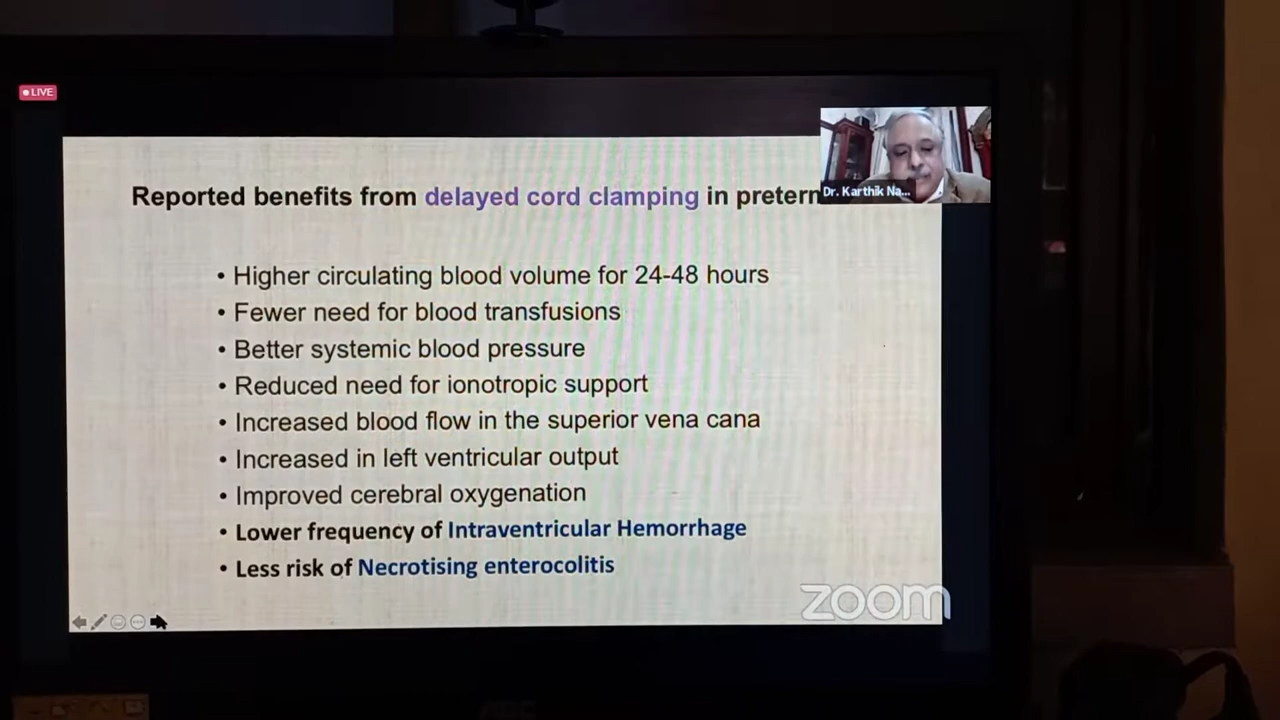 LIVE
Dr. Karthik Na...
Reported benefits from delayed cord clamping in preterm
• Higher circulating blood volume for 24-48 hours
• Fewer need for blood transfusions
• Better systemic blood pressure
• Reduced need for ionotropic support
• Increased blood flow in the superior vena cana
• Increased in left ventricular output
• Improved cerebral oxygenation
• Lower frequency of Intraventricular Hemorrhage
• Less risk of Necrotising enterocolitis
zoom